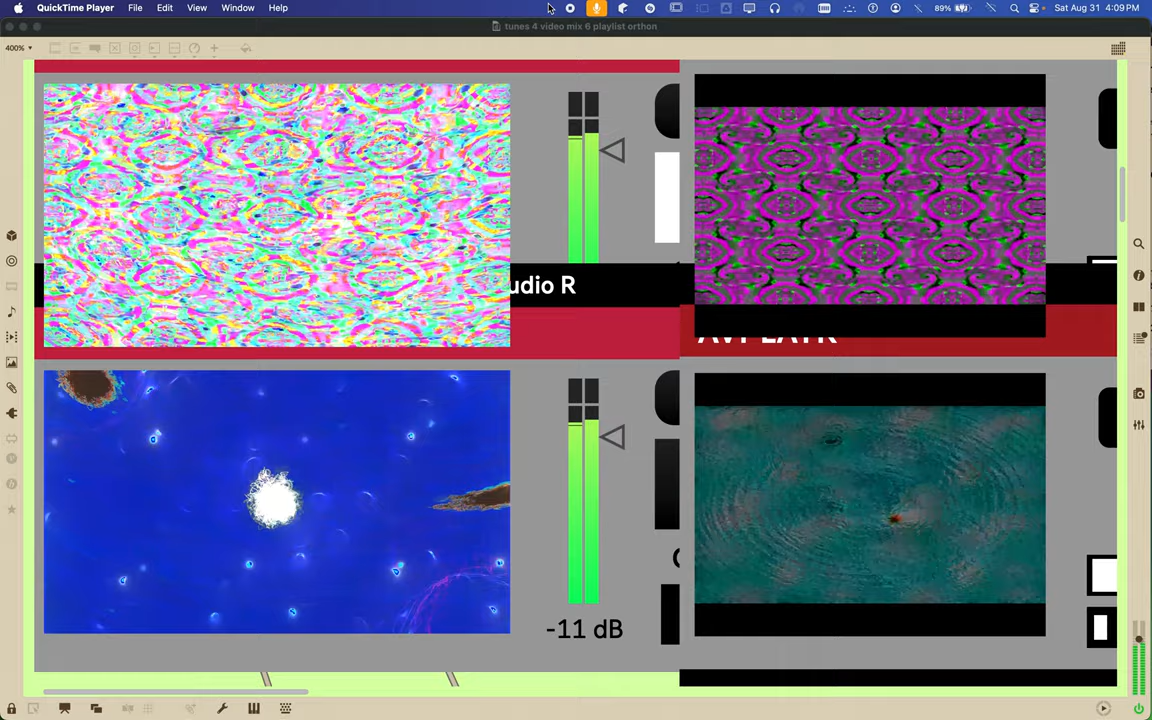 QuickTime Player File Edit View Window Help 89% Sat Aug 31 4:09 PM
tunes 4 video mix 6 playlist orthon
400%
udio R
-11 dB